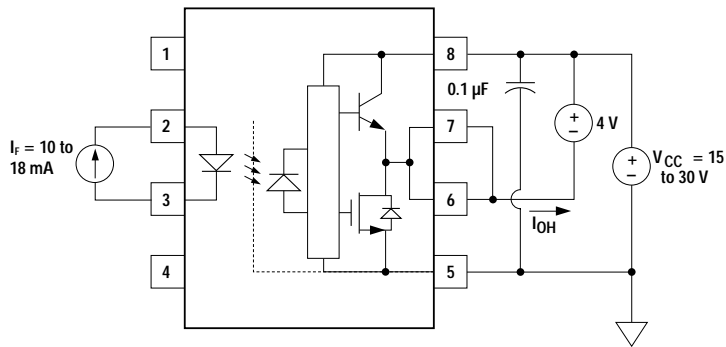 1
8
0.1 µF
2
7
I_F = 10 to
18 mA
+
–
4 V
+
–
V_CC = 15
to 30 V
3
6
I_OH
4
5